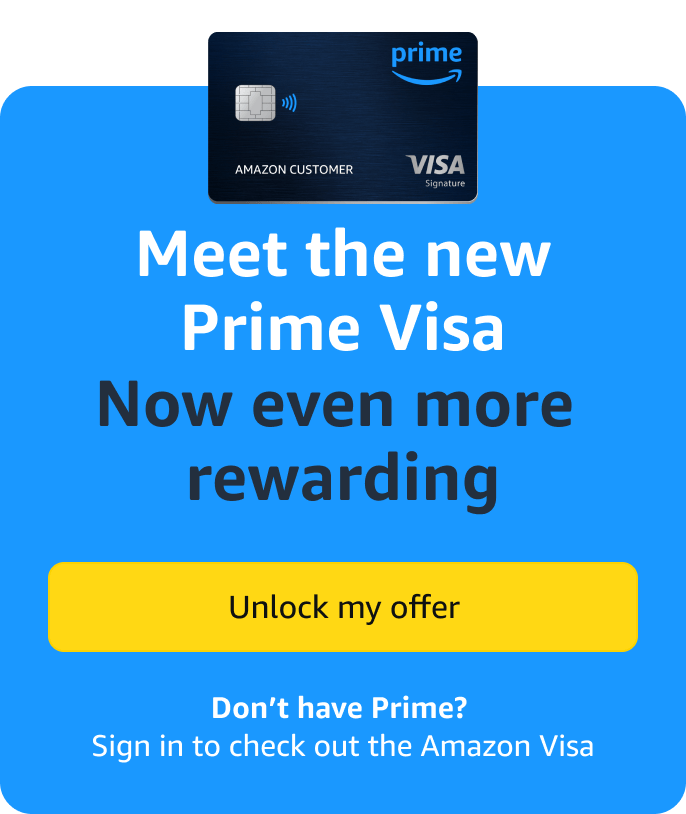 prime
AMAZON CUSTOMER
VISA
Signature
Meet the new
Prime Visa
Now even more
rewarding
Unlock my offer
Don’t have Prime?
Sign in to check out the Amazon Visa